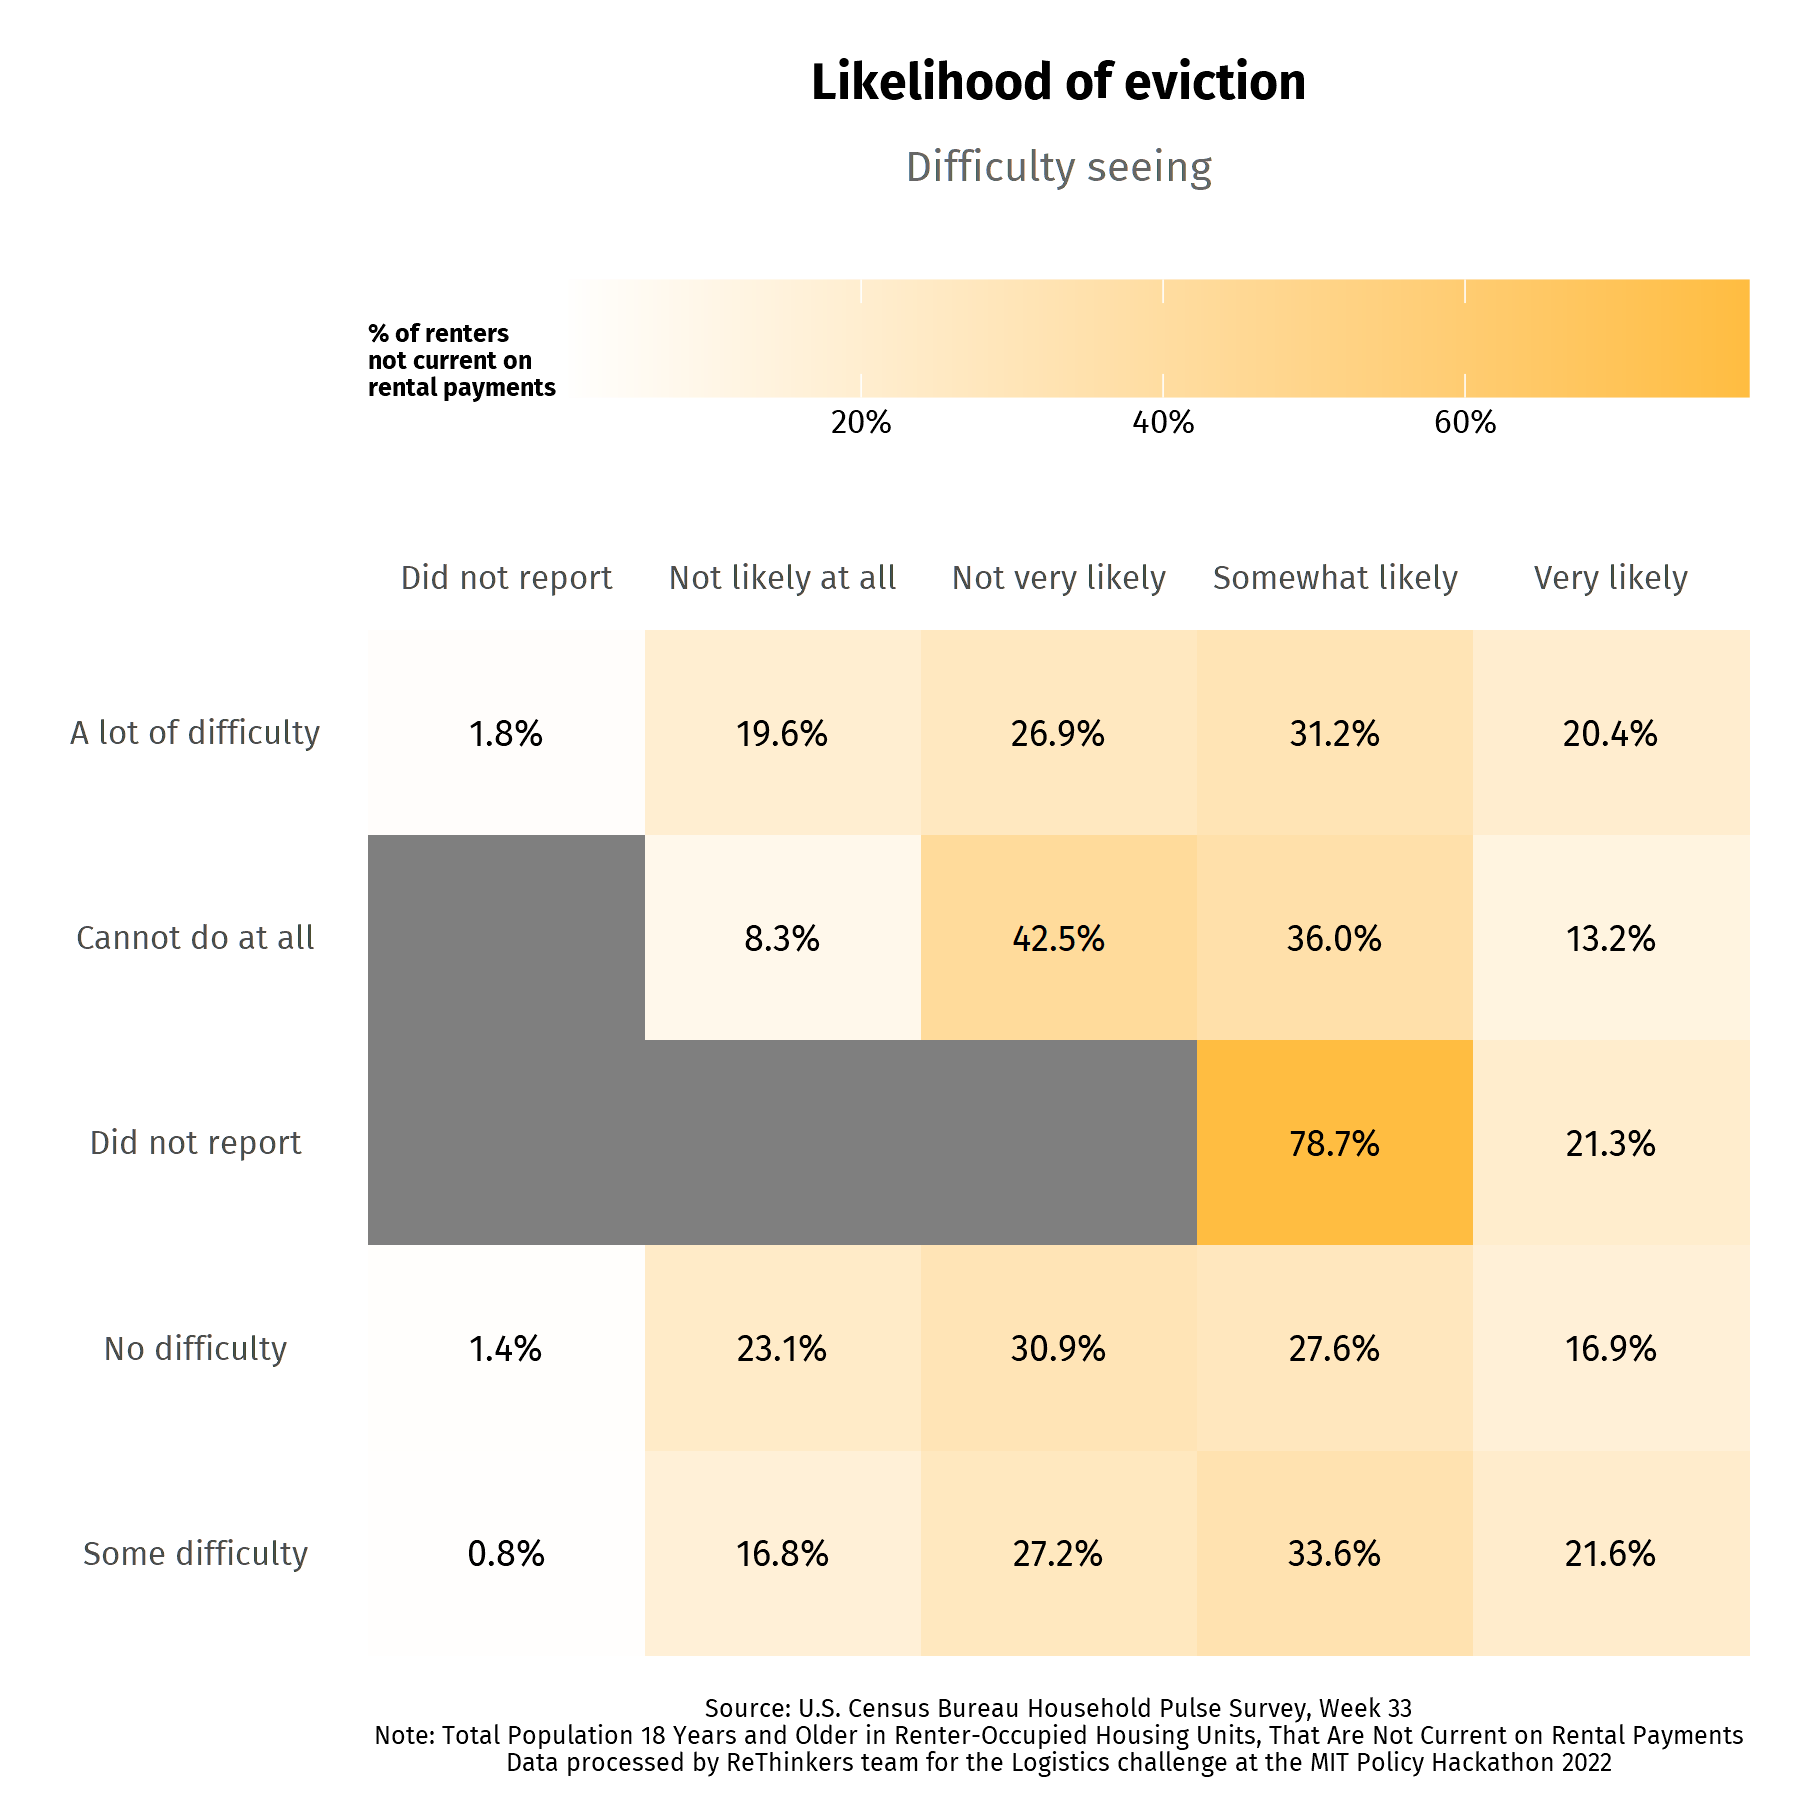 Likelihood of eviction
Difficulty seeing
% of renters
not current on
rental payments
20% 40% 60%
Did not report Not likely at all Not very likely Somewhat likely Very likely
A lot of difficulty 1.8% 19.6% 26.9% 31.2% 20.4%
Cannot do at all 8.3% 42.5% 36.0% 13.2%
Did not report 78.7% 21.3%
No difficulty 1.4% 23.1% 30.9% 27.6% 16.9%
Some difficulty 0.8% 16.8% 27.2% 33.6% 21.6%
Source: U.S. Census Bureau Household Pulse Survey, Week 33
Note: Total Population 18 Years and Older in Renter-Occupied Housing Units, That Are Not Current on Rental Payments
Data processed by ReThinkers team for the Logistics challenge at the MIT Policy Hackathon 2022